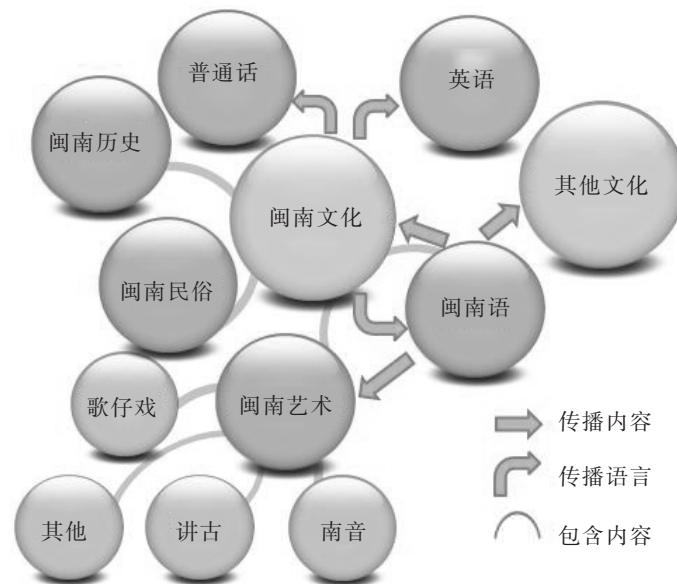 普通话
英语
闽南历史
其他文化
闽南文化
闽南民俗
闽南语
歌仔戏
闽南艺术
传播内容
传播语言
其他
讲古
南音
包含内容